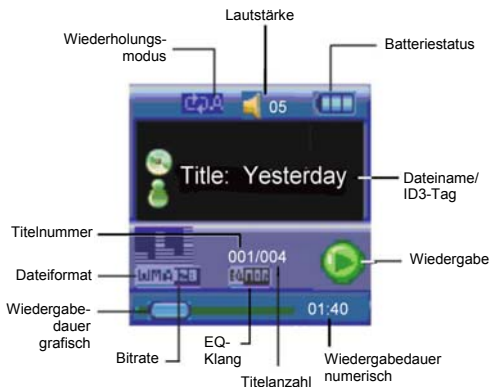 Lautstärke
Wiederholungs-
modus
Batteriestatus
05
Title: Yesterday
Dateiname/
ID3-Tag
Titelnummer
001/004
Wiedergabe
Dateiformat
WMA
Wiedergabe-
dauer
grafisch
01:40
Bitrate
EQ-
Klang
Titelanzahl
Wiedergabedauer
numerisch